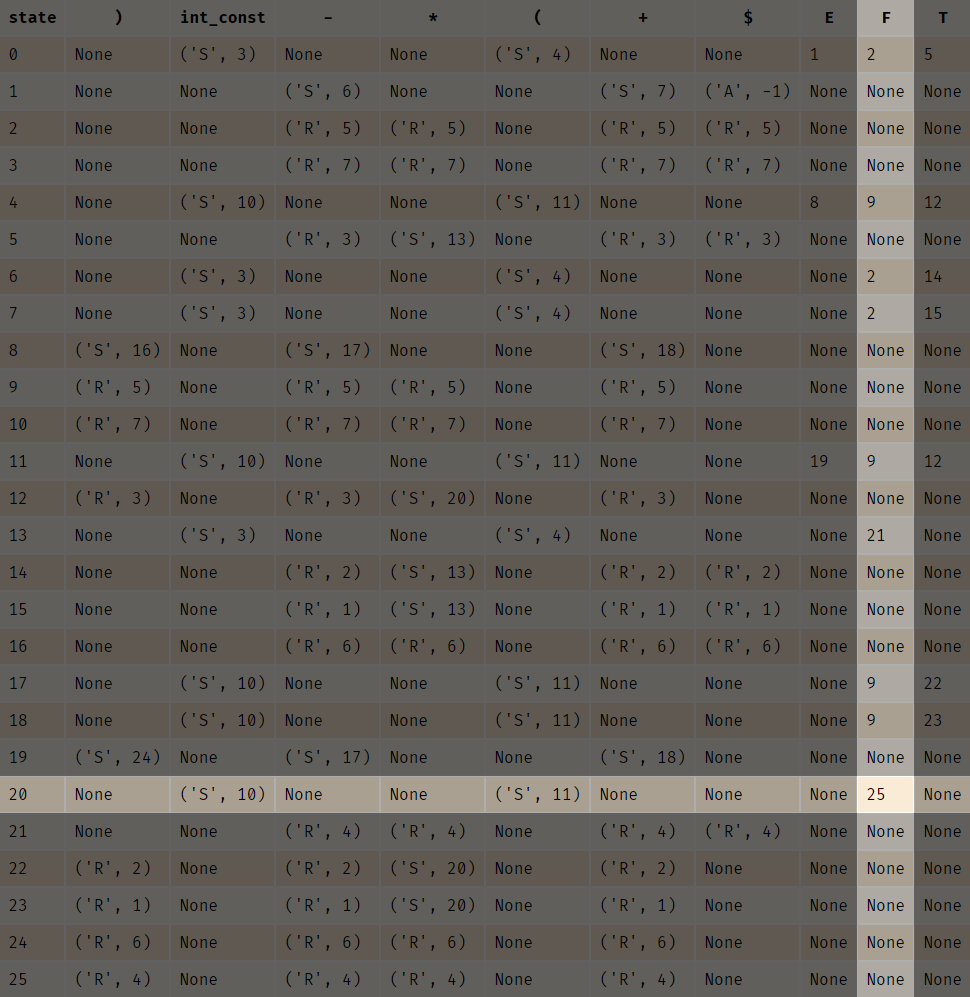 state ) int_const - * ( + $ E F T
0 None ('S', 3) None None ('S', 4) None None 1 2 5
1 None None ('S', 6) None None ('S', 7) ('A', -1) None None None
2 None None ('R', 5) ('R', 5) None ('R', 5) ('R', 5) None None None
3 None None ('R', 7) ('R', 7) None ('R', 7) ('R', 7) None None None
4 None ('S', 10) None None ('S', 11) None None 8 9 12
5 None None ('R', 3) ('S', 13) None ('R', 3) ('R', 3) None None None
6 None ('S', 3) None None ('S', 4) None None None 2 14
7 None ('S', 3) None None ('S', 4) None None None 2 15
8 ('S', 16) None ('S', 17) None None ('S', 18) None None None None
9 ('R', 5) None ('R', 5) ('R', 5) None ('R', 5) None None None None
10 ('R', 7) None ('R', 7) ('R', 7) None ('R', 7) None None None None
11 None ('S', 10) None None ('S', 11) None None 19 9 12
12 ('R', 3) None ('R', 3) ('S', 20) None ('R', 3) None None None None
13 None ('S', 3) None None ('S', 4) None None None 21 None
14 None None ('R', 2) ('S', 13) None ('R', 2) ('R', 2) None None None
15 None None ('R', 1) ('S', 13) None ('R', 1) ('R', 1) None None None
16 None None ('R', 6) ('R', 6) None ('R', 6) ('R', 6) None None None
17 None ('S', 10) None None ('S', 11) None None None 9 22
18 None ('S', 10) None None ('S', 11) None None None 9 23
19 ('S', 24) None ('S', 17) None None ('S', 18) None None None None
20 None ('S', 10) None None ('S', 11) None None None 25 None
21 None None ('R', 4) ('R', 4) None ('R', 4) ('R', 4) None None None
22 ('R', 2) None ('R', 2) ('S', 20) None ('R', 2) None None None None
23 ('R', 1) None ('R', 1) ('S', 20) None ('R', 1) None None None None
24 ('R', 6) None ('R', 6) ('R', 6) None ('R', 6) None None None None
25 ('R', 4) None ('R', 4) ('R', 4) None ('R', 4) None None None None